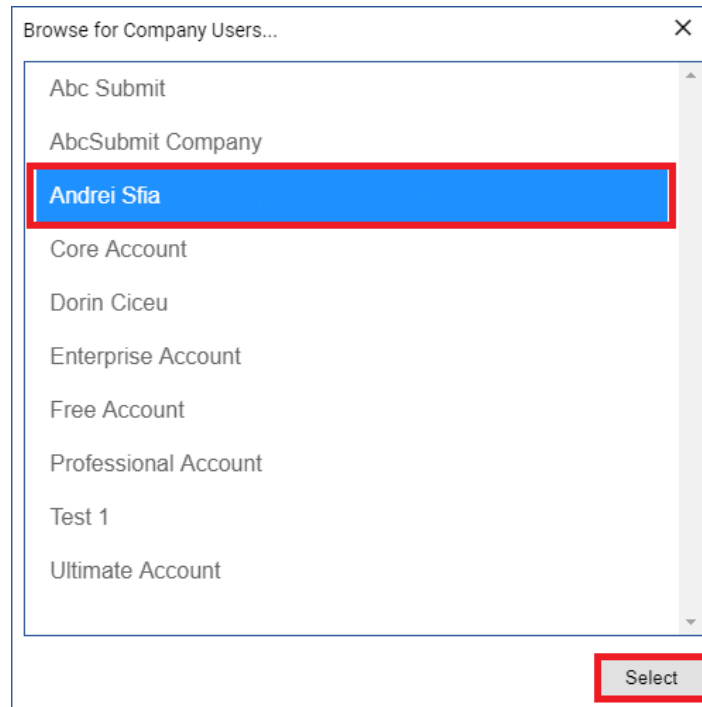 Browse for Company Users...
Abc Submit
AbcSubmit Company
Andrei Sfia
Core Account
Dorin Ciceu
Enterprise Account
Free Account
Professional Account
Test 1
Ultimate Account
Select